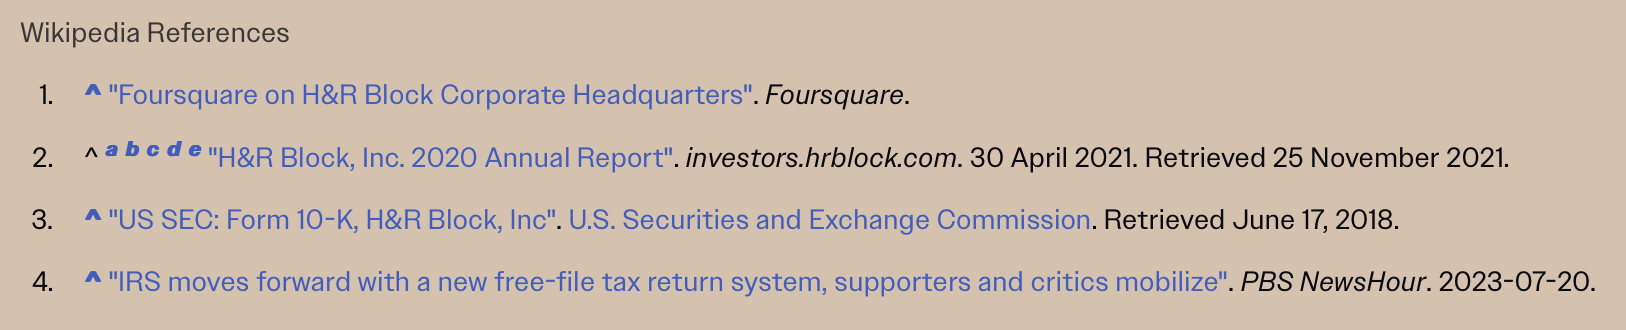 Wikipedia References
1. ^ "Foursquare on H&R Block Corporate Headquarters". Foursquare.
2. ^ a b c d e "H&R Block, Inc. 2020 Annual Report". investors.hrblock.com. 30 April 2021. Retrieved 25 November 2021.
3. ^ "US SEC: Form 10-K, H&R Block, Inc". U.S. Securities and Exchange Commission. Retrieved June 17, 2018.
4. ^ "IRS moves forward with a new free-file tax return system, supporters and critics mobilize". PBS NewsHour. 2023-07-20.